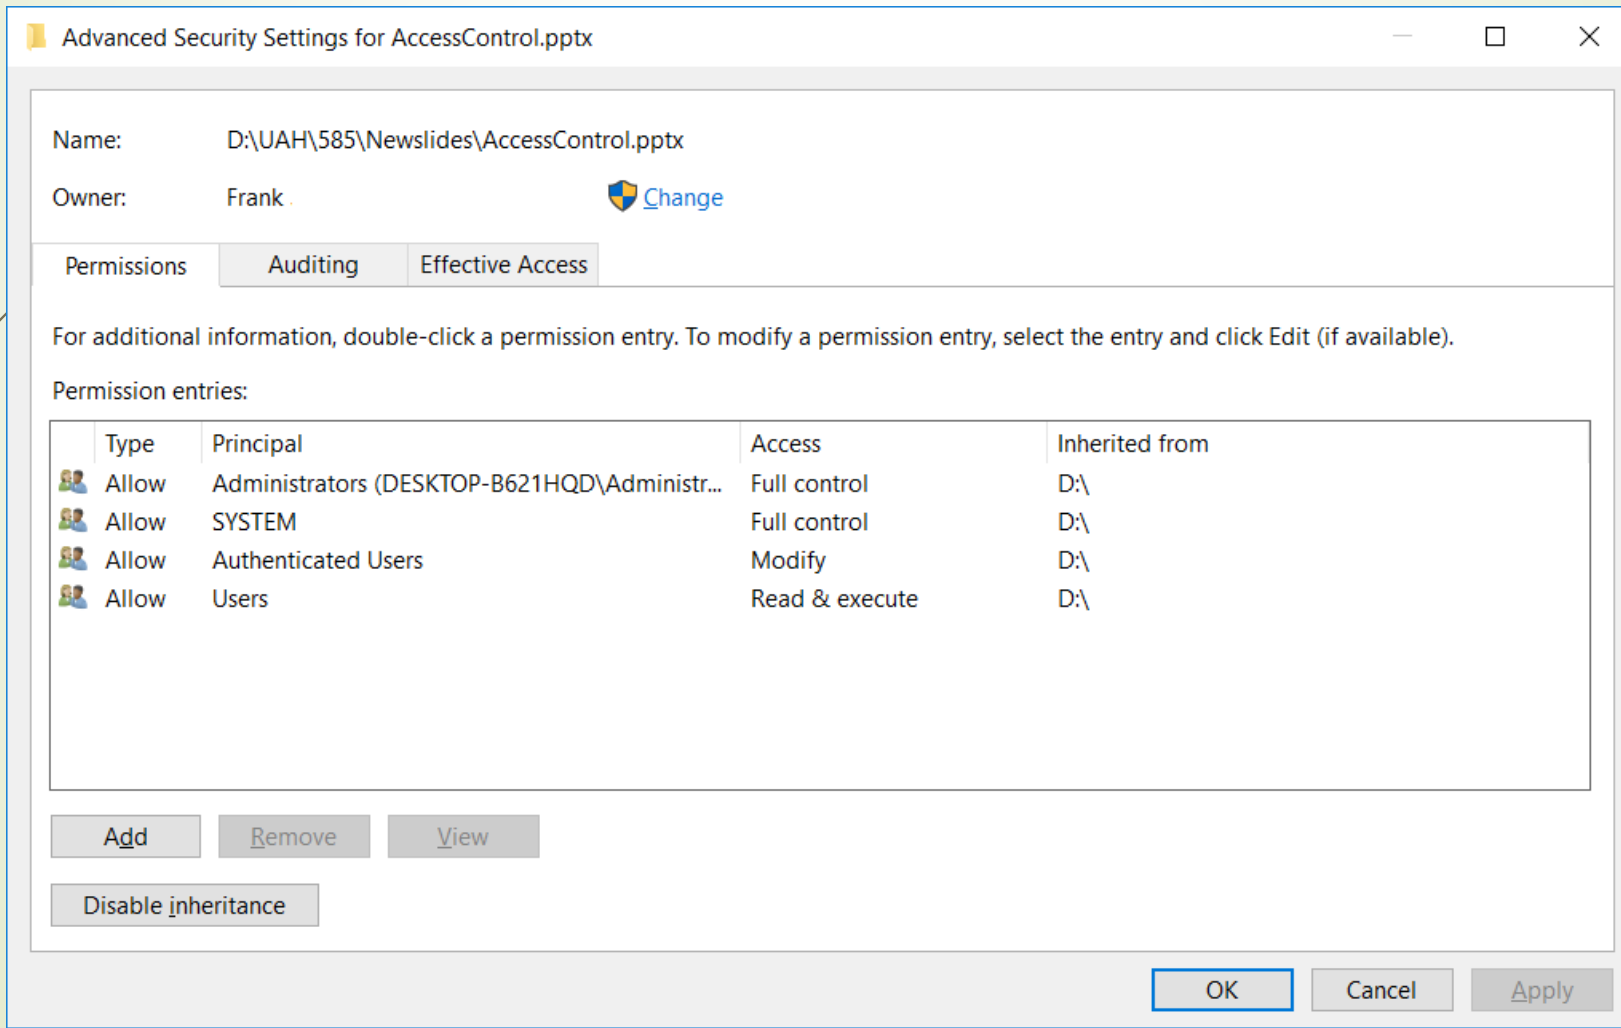 Advanced Security Settings for AccessControl.pptx
Name: D:\UAH\585\Newslides\AccessControl.pptx
Owner: Frank Change
Permissions Auditing Effective Access
For additional information, double-click a permission entry. To modify a permission entry, select the entry and click Edit (if available).
Permission entries:
Type Principal Access Inherited from
Allow Administrators (DESKTOP-B621HQD\Administr... Full control D:\
Allow SYSTEM Full control D:\
Allow Authenticated Users Modify D:\
Allow Users Read & execute D:\
Add Remove View
Disable inheritance
OK Cancel Apply